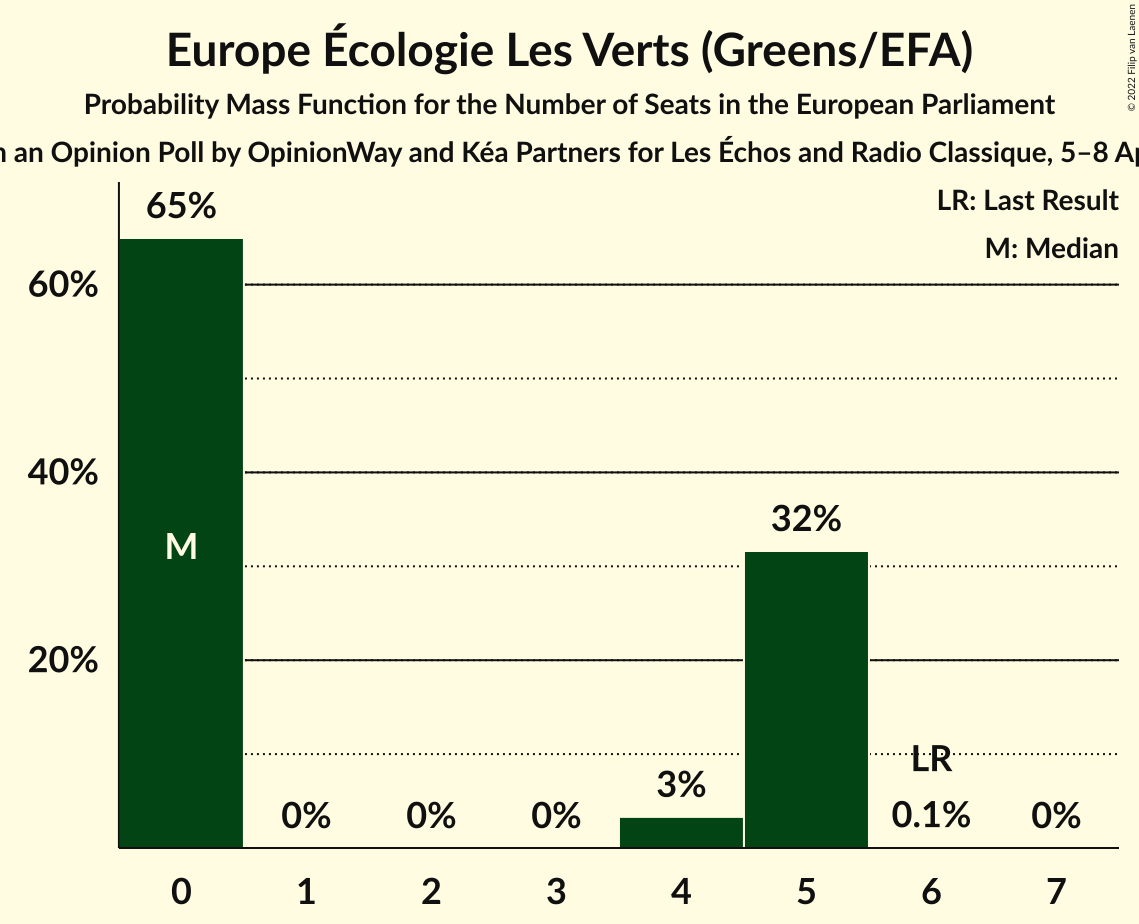 Europe Écologie Les Verts (Greens/EFA)
Probability Mass Function for the Number of Seats in the European Parliament
an Opinion Poll by OpinionWay and Kéa Partners for Les Échos and Radio Classique, 5–8
© 2022 Filip van Laenen
LR: Last Result
M: Median
65%
60%
40%
20%
M
0%
0%
0%
3%
32%
LR
0.1%
0%
0 1 2 3 4 5 6 7